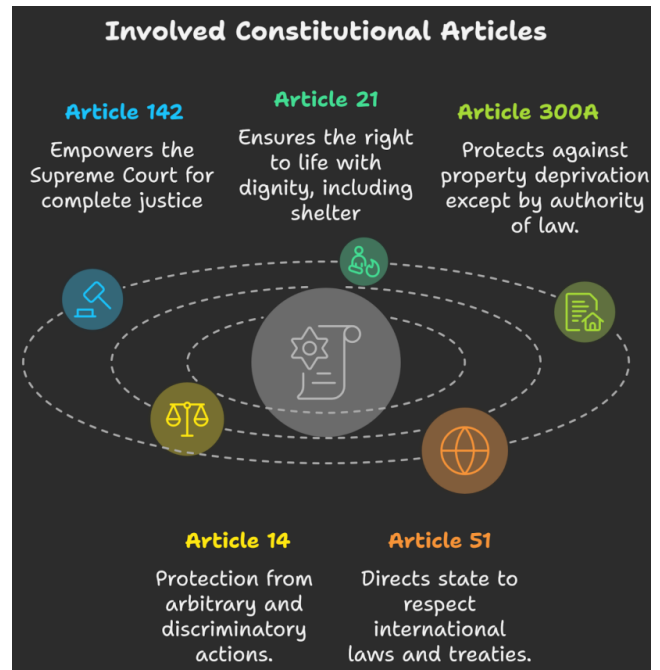 Involved Constitutional Articles
Article 142
Empowers the
Supreme Court for
complete justice
Article 21
Ensures the right
to life with
dignity, including
shelter
Article 300A
Protects against
property deprivation
except by authority
of law.
Article 14
Protection from
arbitrary and
discriminatory
actions.
Article 51
Directs state to
respect
international
laws and treaties.